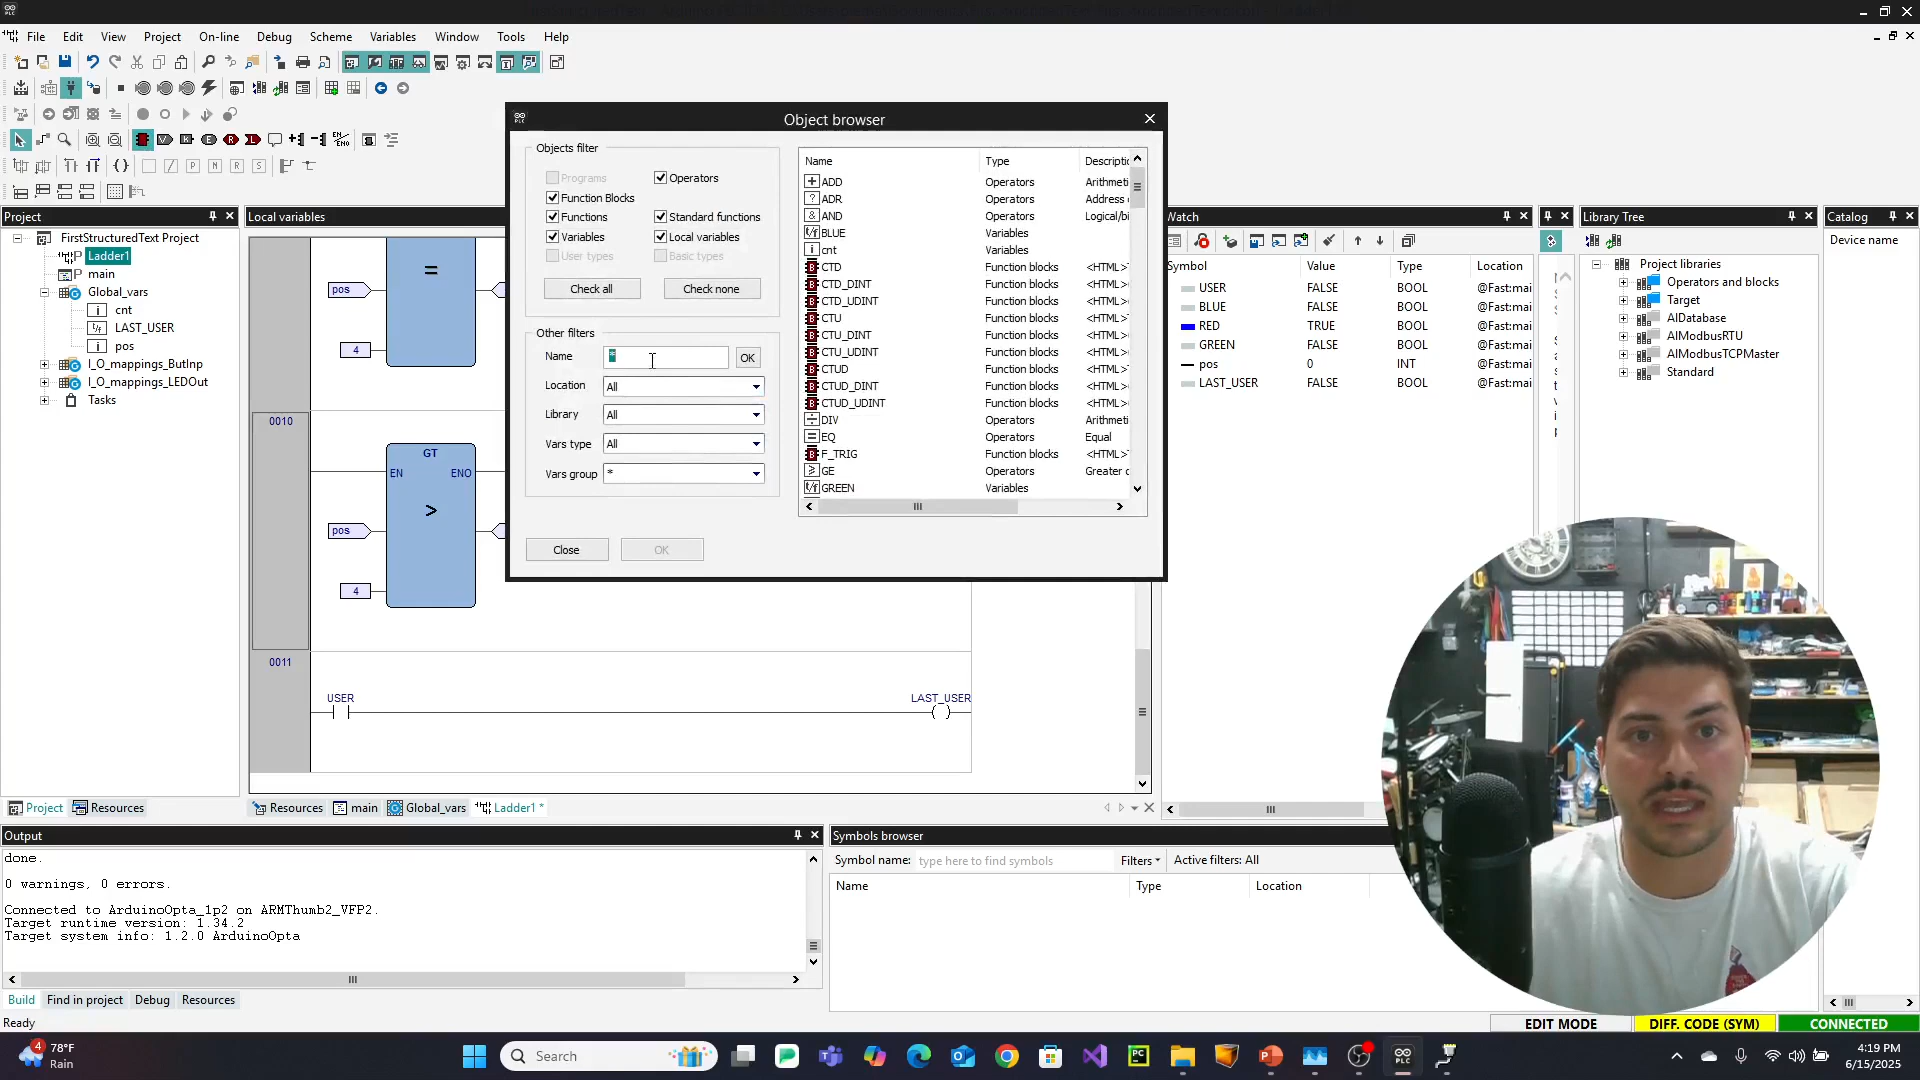 PLC
File Edit View Project On-line Debug Scheme Variables Window Tools Help
EN/ENO
P N R S
Project
FirstStructuredText Project
Ladder1
main
Global_vars
cnt
LAST_USER
pos
I_O_mappings_ButInp
I_O_mappings_LEDOut
Tasks
Project Resources
Local variables
pos
=
4
0010
GT
EN ENO
pos
>
4
0011
USER
LAST_USER
Resources main Global_vars Ladder1 *
Object browser
Objects filter
Programs
Operators
Function Blocks
Functions
Standard functions
Variables
Local variables
User types
Basic types
Check all
Check none
Other filters
Name * OK
Location All
Library All
Vars type All
Vars group *
Close OK
Name Type Descriptio
ADD Operators Arithmeti
ADR Operators Address
AND Operators Logical/bi
BLUE Variables
cnt Variables
CTD Function blocks <HTML>
CTD_DINT Function blocks <HTML>
CTD_UDINT Function blocks <HTML>
CTU Function blocks <HTML>
CTU_DINT Function blocks <HTML>
CTU_UDINT Function blocks <HTML>
CTUD Function blocks <HTML>
CTUD_DINT Function blocks <HTML>
CTUD_UDINT Function blocks <HTML>
DIV Operators Arithmeti
EQ Operators Equal
F_TRIG Function blocks <HTML>
GE Operators Greater
GREEN Variables
Watch
Symbol Value Type Location
USER FALSE BOOL @Fast:mai
BLUE FALSE BOOL @Fast:mai
RED TRUE BOOL @Fast:mai
GREEN FALSE BOOL @Fast:mai
pos 0 INT @Fast:mai
LAST_USER FALSE BOOL @Fast:mai
Library Tree
Project libraries
Operators and blocks
Target
AlDatabase
AlModbusRTU
AlModbusTCPMaster
Standard
Catalog
Device name
Output
done.
0 warnings, 0 errors.
Connected to ArduinoOpta_1p2 on ARMThumb2_VFP2.
Target runtime version: 1.34.2
Target system info: 1.2.0 ArduinoOpta
Build Find in project Debug Resources
Symbols browser
Symbol name: type here to find symbols Filters Active filters: All
Name Type Location
Ready
EDIT MODE DIFF. CODE (SYM) CONNECTED
4
78°F
Rain
Search
4:19 PM
6/15/2025